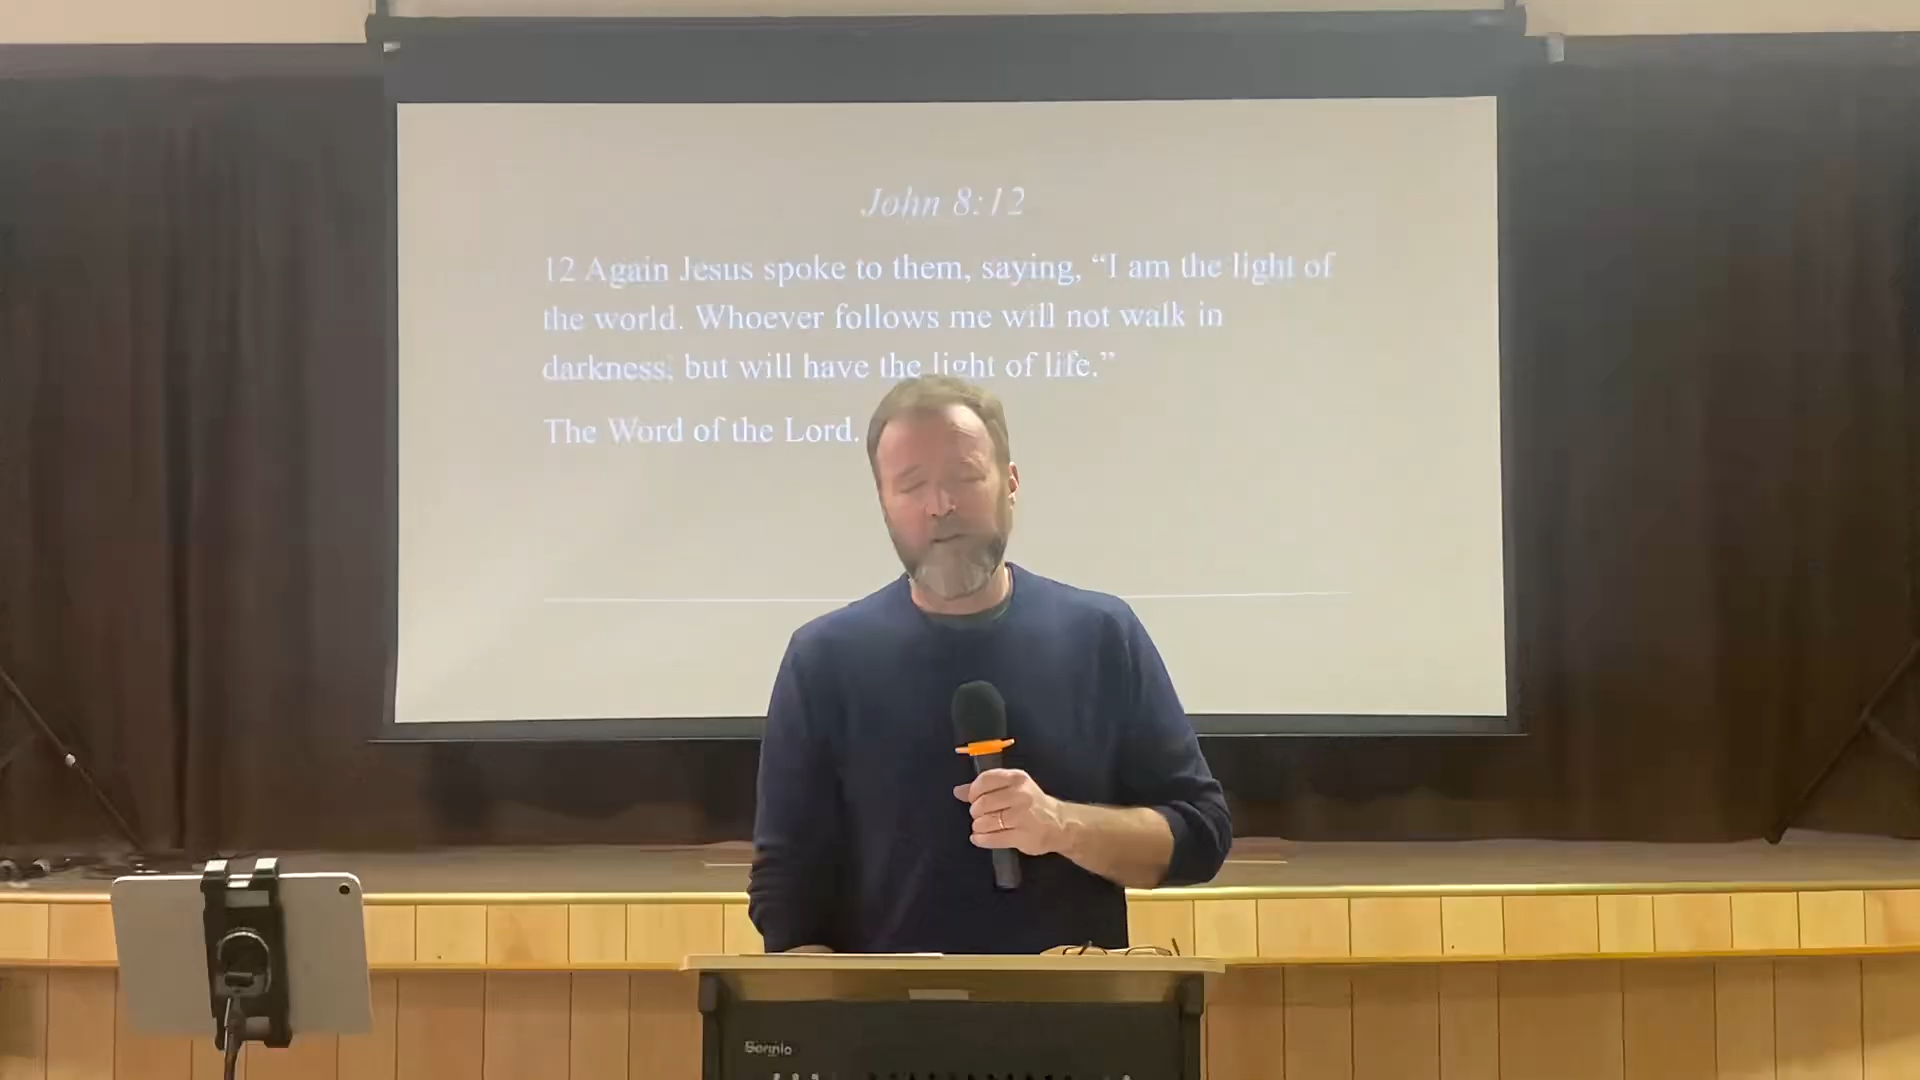 John 8:12
12 Again Jesus spoke to them, saying, “I am the light of
the world. Whoever follows me will not walk in
darkness, but will have the light of life.”
The Word of the Lord.